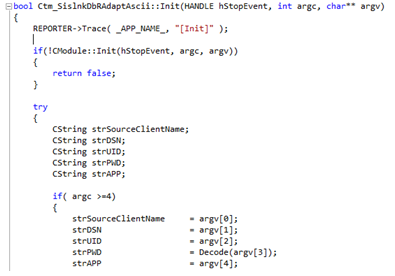 bool Ctm_SislnkDbRAdaptAscii::Init(HANDLE hStopEvent, int argc, char** argv)
{
REPORTER->Trace( _APP_NAME_, "[Init]" );
if(!CModule::Init(hStopEvent, argc, argv))
{
return false;
}
try
{
CString strSourceClientName;
CString strDSN;
CString strUID;
CString strPWD;
CString strAPP;
if( argc >=4)
{
strSourceClientName = argv[0];
strDSN = argv[1];
strUID = argv[2];
strPWD = Decode(argv[3]);
strAPP = argv[4];